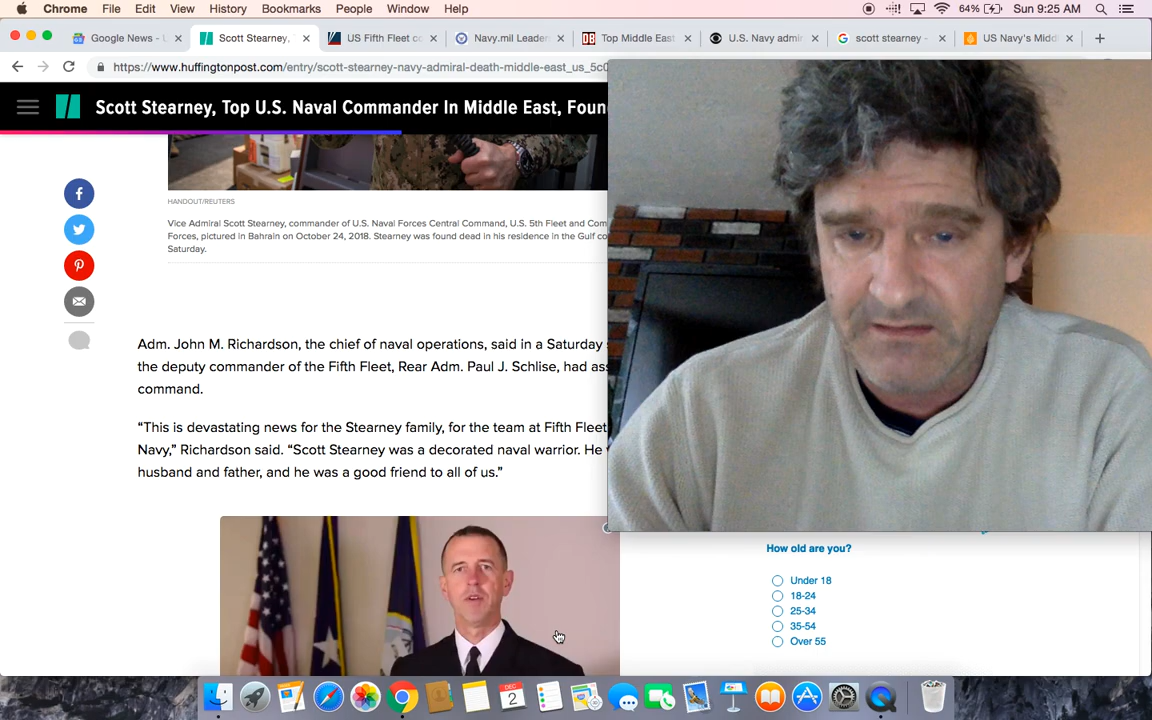 Chrome File Edit View History Bookmarks People Window Help 64% Sun 9:25 AM
Google News - Scott Stearney, US Fifth Fleet co Navy.mil Leader Top Middle East U.S. Navy admir scott stearney - US Navy's Midd
https://www.huffingtonpost.com/entry/scott-stearney-navy-admiral-death-middle-east_us_5c0
Scott Stearney, Top U.S. Naval Commander In Middle East, Foun
HANDOUT/REUTERS
Vice Admiral Scott Stearney, commander of U.S. Naval Forces Central Command, U.S. 5th Fleet and Com
Forces, pictured in Bahrain on October 24, 2018. Stearney was found dead in his residence in the Gulf co
Saturday.
Adm. John M. Richardson, the chief of naval operations, said in a Saturday
the deputy commander of the Fifth Fleet, Rear Adm. Paul J. Schlise, had ass
command.
“This is devastating news for the Stearney family, for the team at Fifth Fleet
Navy,” Richardson said. “Scott Stearney was a decorated naval warrior. He
husband and father, and he was a good friend to all of us.”
How old are you?
Under 18
18-24
25-34
35-54
Over 55
DEC
2